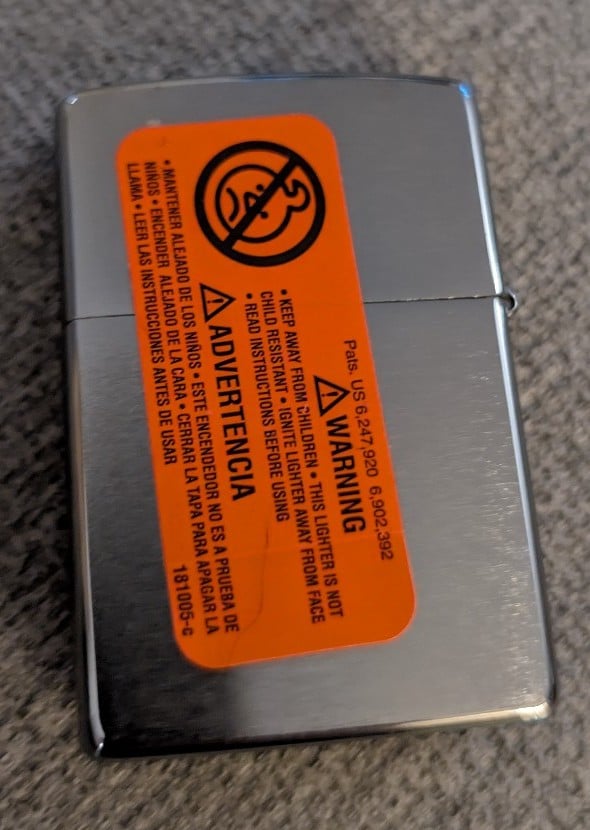 Pats. US 6,247,920 6,902,392
⚠WARNING
• KEEP AWAY FROM CHILDREN • THIS LIGHTER IS NOT
CHILD RESISTANT • IGNITE LIGHTER AWAY FROM FACE
• READ INSTRUCTIONS BEFORE USING
⚠ADVERTENCIA
• MANTENER ALEJADO DE LOS NIÑOS • ESTE ENCENDEDOR NO ES A PRUEBA DE
NIÑOS • ENCENDER ALEJADO DE LA CARA • CERRAR LA TAPA PARA APAGAR LA
LLAMA • LEER LAS INSTRUCCIONES ANTES DE USAR
181005-c